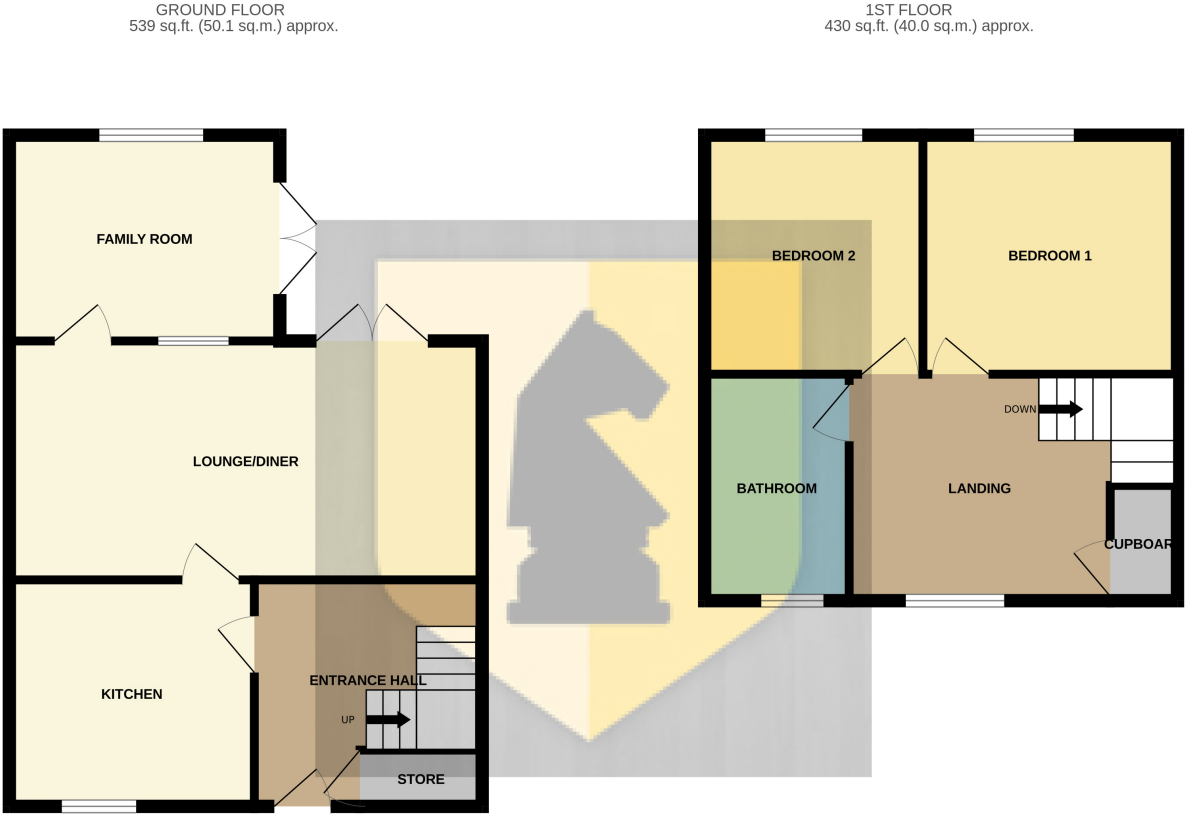 GROUND FLOOR
539 sq.ft. (50.1 sq.m.) approx.
1ST FLOOR
430 sq.ft. (40.0 sq.m.) approx.
FAMILY ROOM
LOUNGE/DINER
KITCHEN
ENTRANCE HALL
UP
STORE
BEDROOM 2
BEDROOM 1
DOWN
BATHROOM
LANDING
CUPBOAR